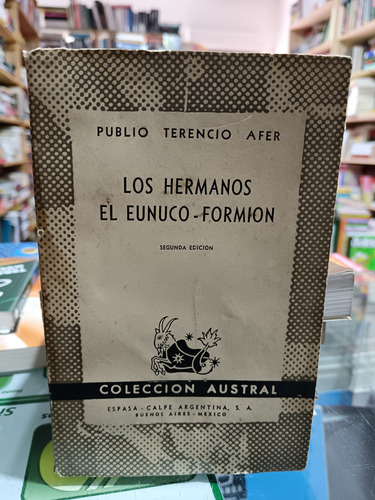 PUBLIO TERENCIO AFER
LOS HERMANOS
EL EUNUCO-FORMION
SEGUNDA EDICION
COLECCION AUSTRAL
ESPASA-CALPE ARGENTINA, S. A.
BUENOS AIRES-MEXICO